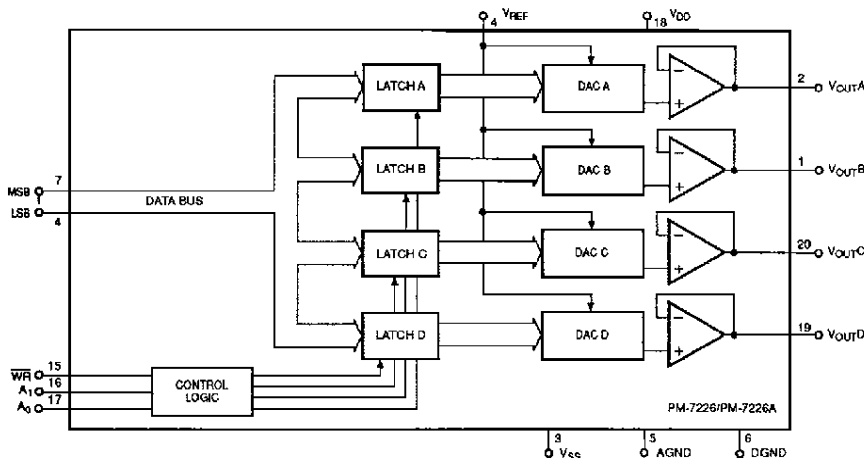 4 VREF
18 VDD
LATCH A
DAC A
−
+
2 VOUTA
LATCH B
DAC B
−
+
1 VOUTB
MSB 7
DATA BUS
LSB 4
LATCH C
DAC C
−
+
20 VOUTC
LATCH D
DAC D
−
+
19 VOUTD
WR 15
A1 16
A0 17
CONTROL
LOGIC
PM-7226/PM-7226A
3 VSS
5 AGND
6 DGND